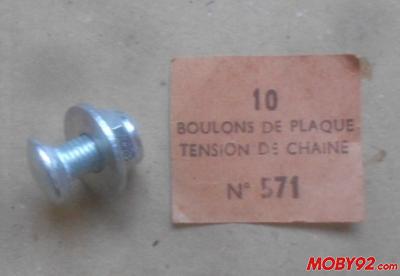 10
BOULONS DE PLAQUE
TENSION DE CHAINE
N° 571
MOBY92.com